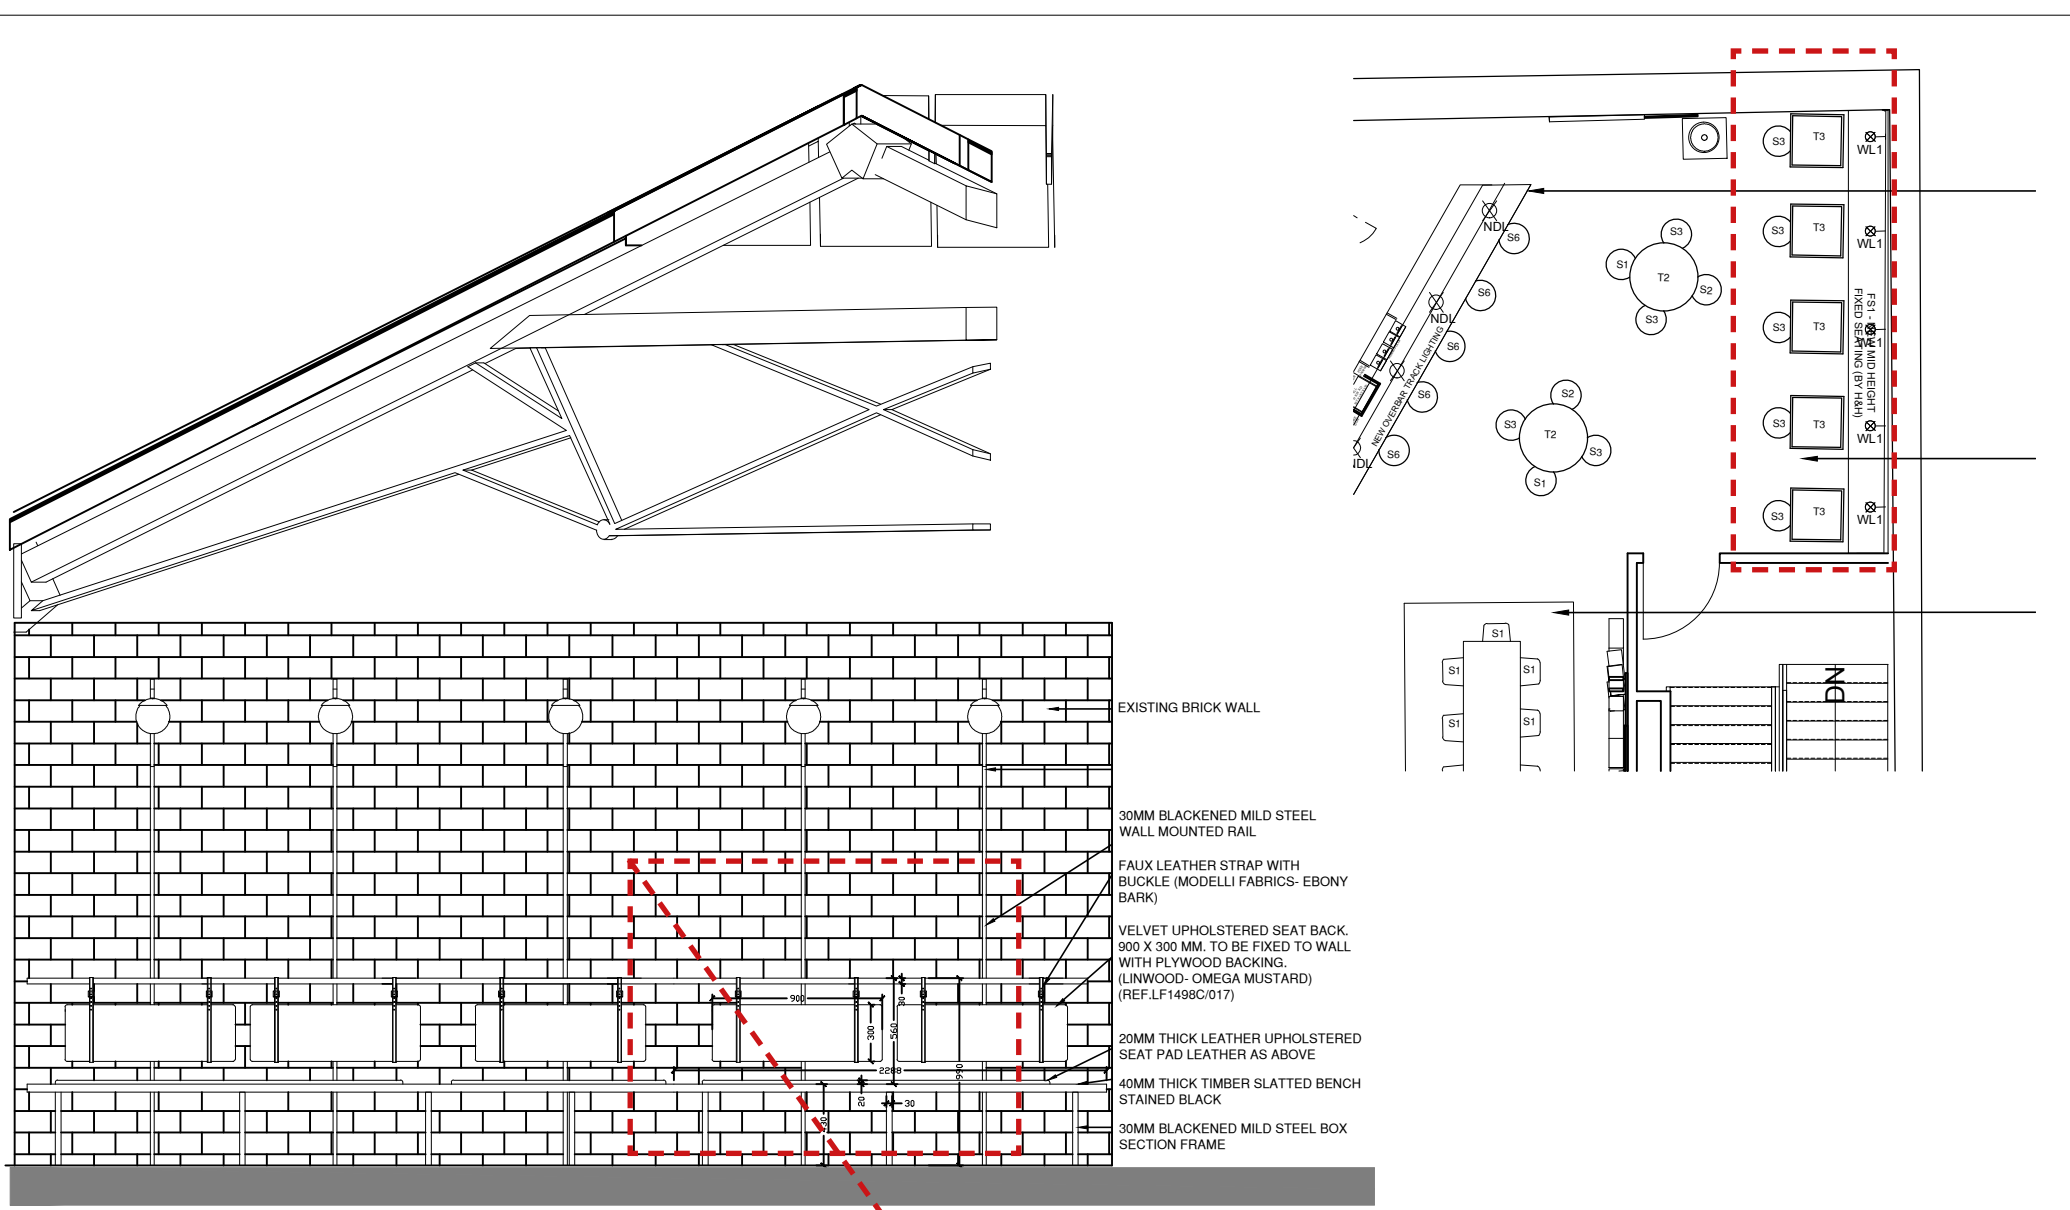 EXISTING BRICK WALL
30MM BLACKENED MILD STEEL
WALL MOUNTED RAIL
FAUX LEATHER STRAP WITH
BUCKLE (MODELLI FABRICS- EBONY
BARK)
VELVET UPHOLSTERED SEAT BACK.
900 X 300 MM. TO BE FIXED TO WALL
WITH PLYWOOD BACKING.
(LINWOOD- OMEGA MUSTARD)
(REF.LF1498C/017)
20MM THICK LEATHER UPHOLSTERED
SEAT PAD LEATHER AS ABOVE
40MM THICK TIMBER SLATTED BENCH
STAINED BLACK
30MM BLACKENED MILD STEEL BOX
SECTION FRAME
900
30
300
560
990
2288
20
30
S3
T3
WL1
S3
T3
WL1
S3
T3
WL1
S3
T3
WL1
S3
T3
WL1
FS1 - NEW MID HEIGHT
FIXED SEATING (BY H&H)
NDL
S6
NDL
S6
S6
S6
S6
NEW OVERBAR TRACK LIGHTING
S3
S1
T2
S2
S3
S2
S3
T2
S3
S1
S1
S1
S1
S1
S1
DN